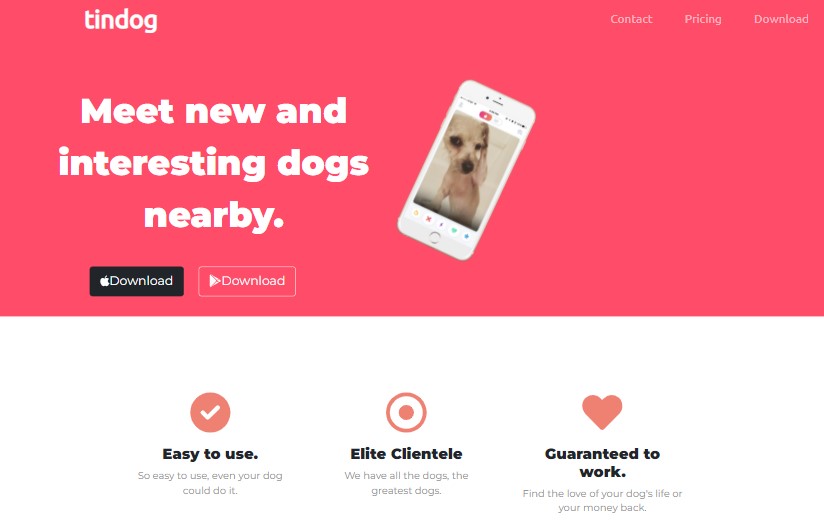 tindog
Contact
Pricing
Download
Meet new and
interesting dogs
nearby.
Download
Download
Easy to use.
So easy to use, even your dog
could do it.
Elite Clientele
We have all the dogs, the
greatest dogs.
Guaranteed to
work.
Find the love of your dog's life or
your money back.